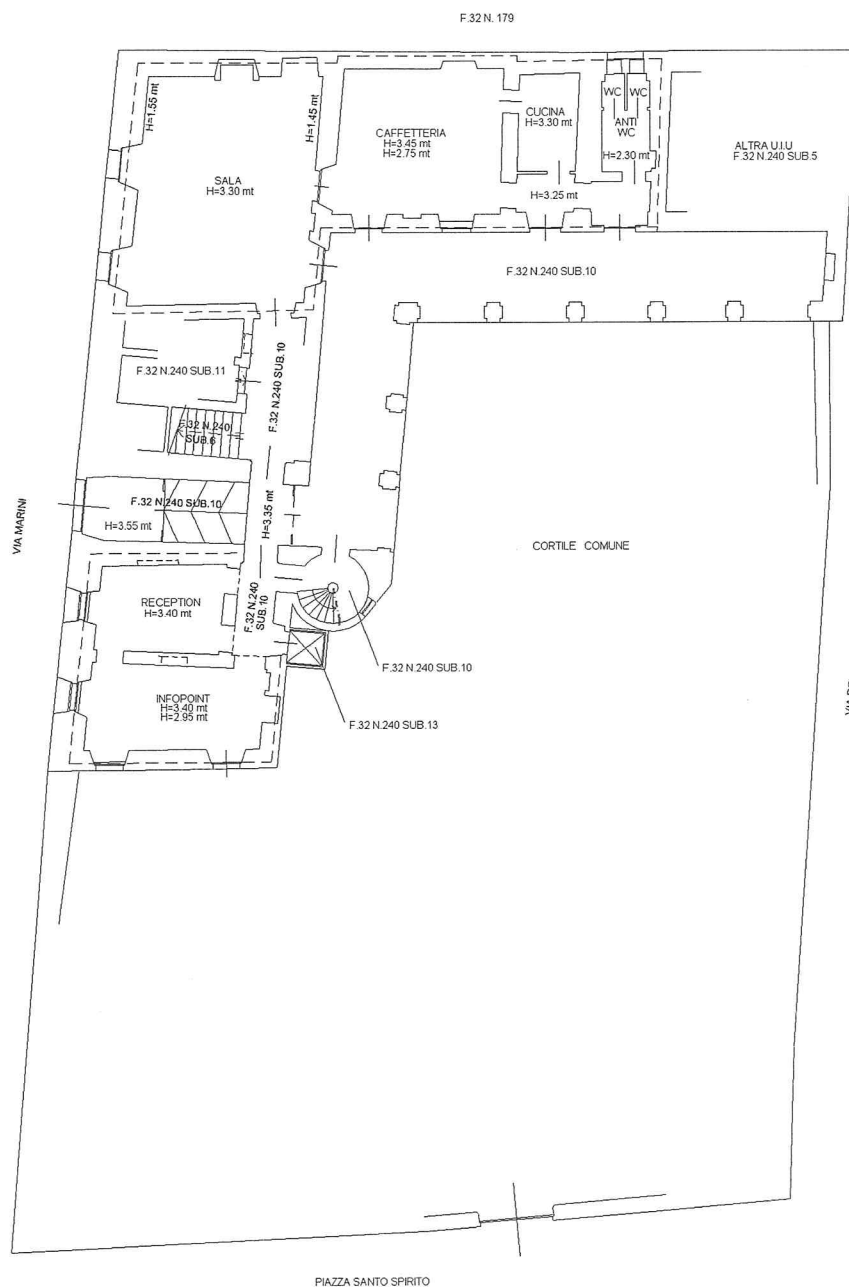 F.32 N. 179
H=1.55 mt
H=1.45 mt
SALA
H=3.30 mt
CAFFETTERIA
H=3.45 mt
H=2.75 mt
CUCINA
H=3.30 mt
WC
WC
ANTI
WC
H=2.30 mt
ALTRA U.I.U
F.32 N.240 SUB.5
H=3.25 mt
F.32 N.240 SUB.10
F.32 N.240 SUB.11
F.32 N.240 SUB.10
F.32 N.240
SUB.6
F.32 N.240 SUB.10
H=3.55 mt
H=3.35 mt
VIA MARINI
CORTILE COMUNE
RECEPTION
H=3.40 mt
F.32 N.240
SUB.10
F.32 N.240 SUB.10
INFOPOINT
H=3.40 mt
H=2.95 mt
F.32 N.240 SUB.13
VIA
PIAZZA SANTO SPIRITO